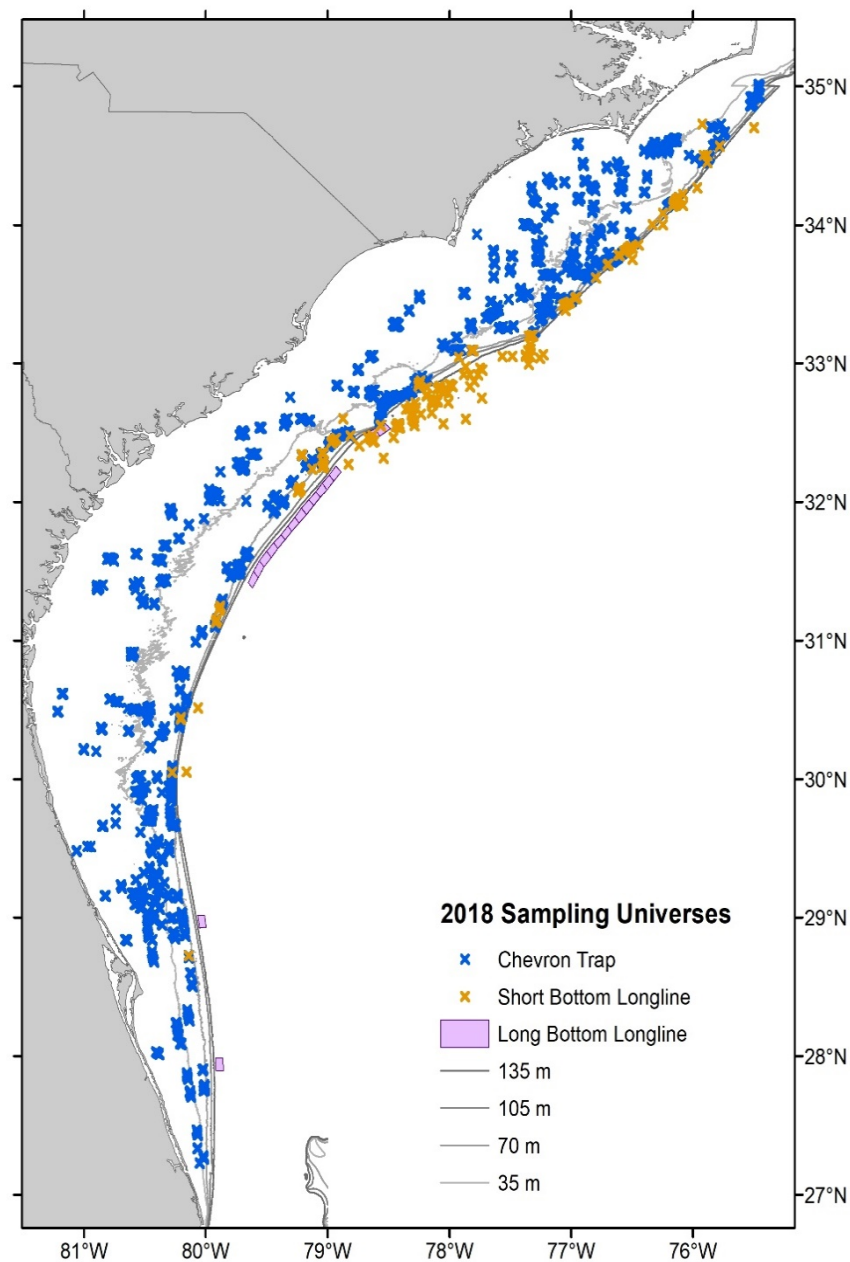 35°N
34°N
33°N
32°N
31°N
30°N
29°N
28°N
27°N
2018 Sampling Universes
Chevron Trap
Short Bottom Longline
Long Bottom Longline
135 m
105 m
70 m
35 m
81°W 80°W 79°W 78°W 77°W 76°W